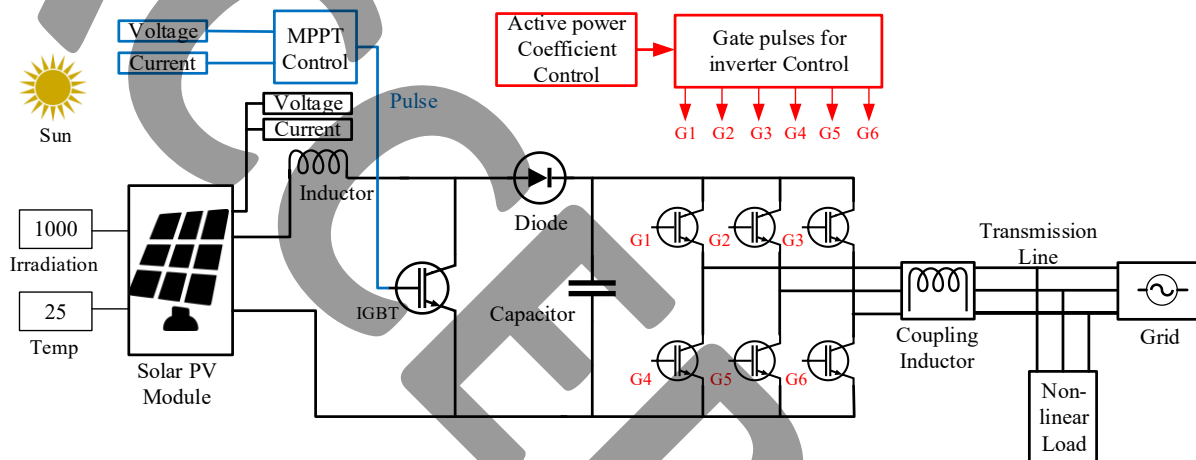 Voltage
Current
MPPT
Control
Active power
Coefficient
Control
Gate pulses for
inverter Control
Sun
Voltage
Current
Pulse
G1 G2 G3 G4 G5 G6
Inductor
Diode
1000
Irradiation
25
Temp
Solar PV
Module
IGBT
Capacitor
G1 G2 G3
G4 G5 G6
Transmission
Line
Coupling
Inductor
Grid
Non-
linear
Load